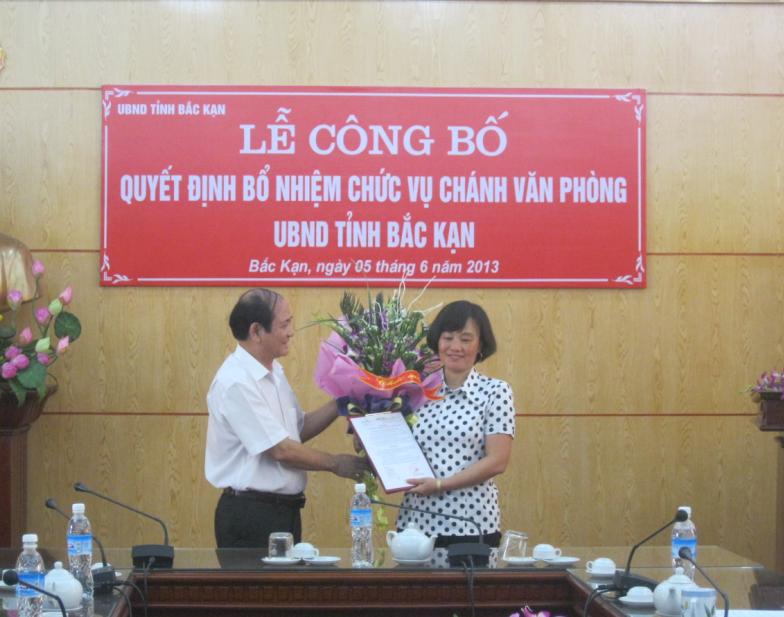 UBND TỈNH BẮC KẠN
LỄ CÔNG BỐ
QUYẾT ĐỊNH BỔ NHIỆM CHỨC VỤ CHÁNH VĂN PHÒNG
UBND TỈNH BẮC KẠN
Bắc Kạn, ngày 05 tháng 6 năm 2013